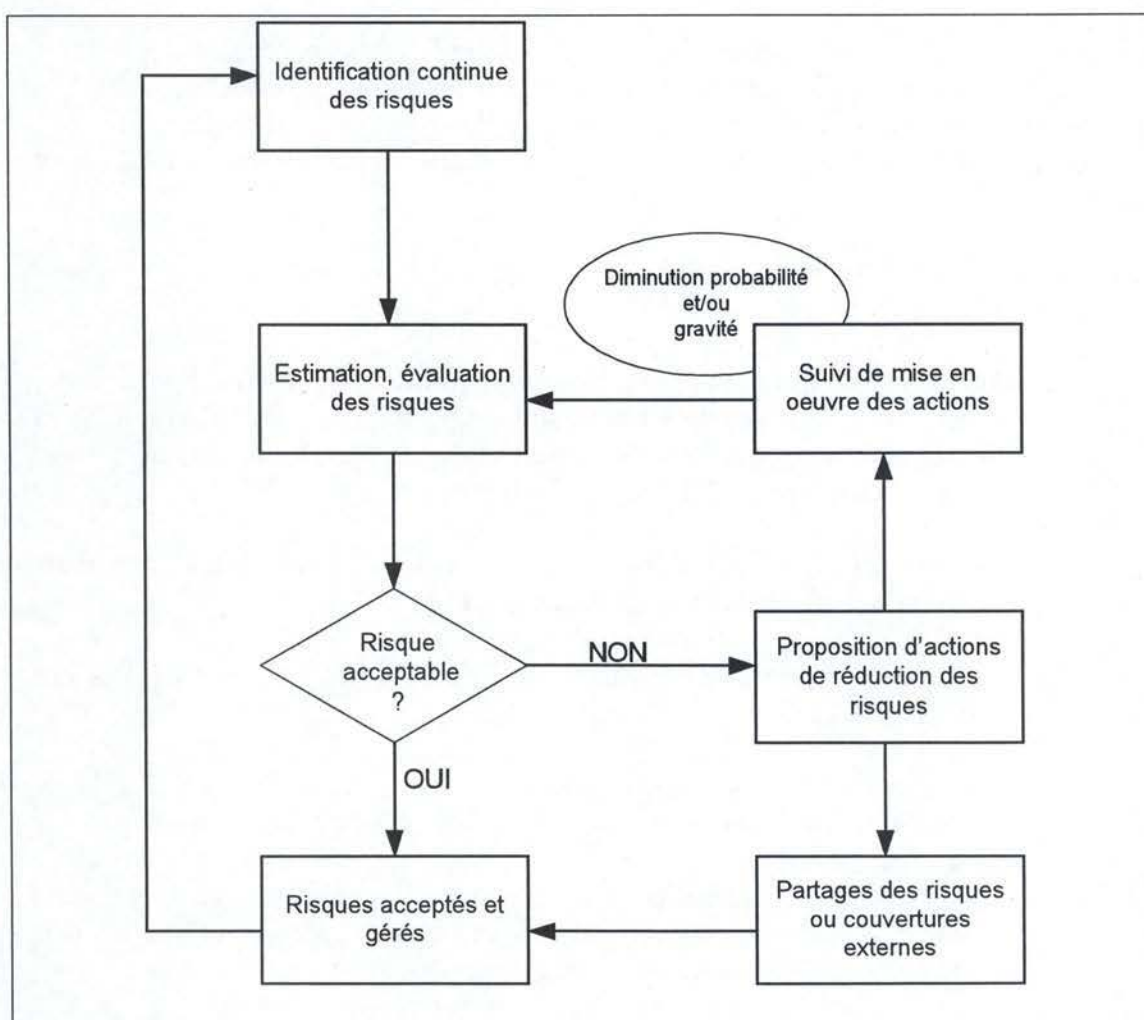 Identification continue
des risques
Diminution probabilité
et/ou
gravité
Estimation, évaluation
des risques
Suivi de mise en
oeuvre des actions
Risque
acceptable
?
NON
Proposition d'actions
de réduction des
risques
OUI
Risques acceptés et
gérés
Partages des risques
ou couvertures
externes